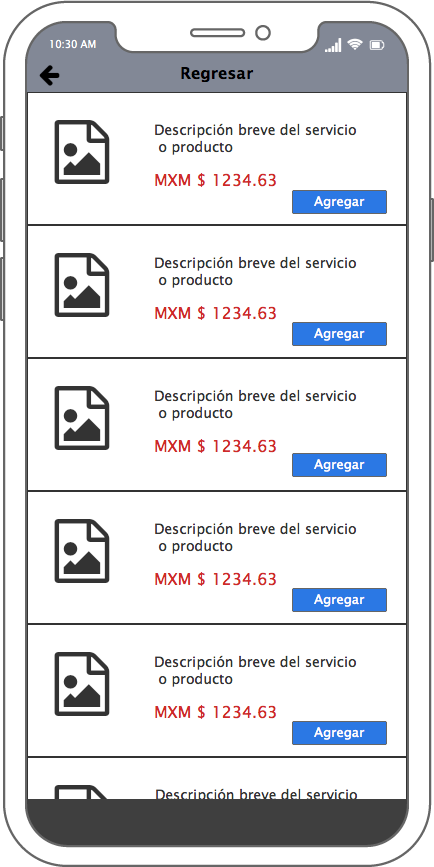 10:30 AM
Regresar
Descripción breve del servicio
o producto
MXM $ 1234.63
Agregar
Descripción breve del servicio
o producto
MXM $ 1234.63
Agregar
Descripción breve del servicio
o producto
MXM $ 1234.63
Agregar
Descripción breve del servicio
o producto
MXM $ 1234.63
Agregar
Descripción breve del servicio
o producto
MXM $ 1234.63
Agregar
Descripción breve del servicio